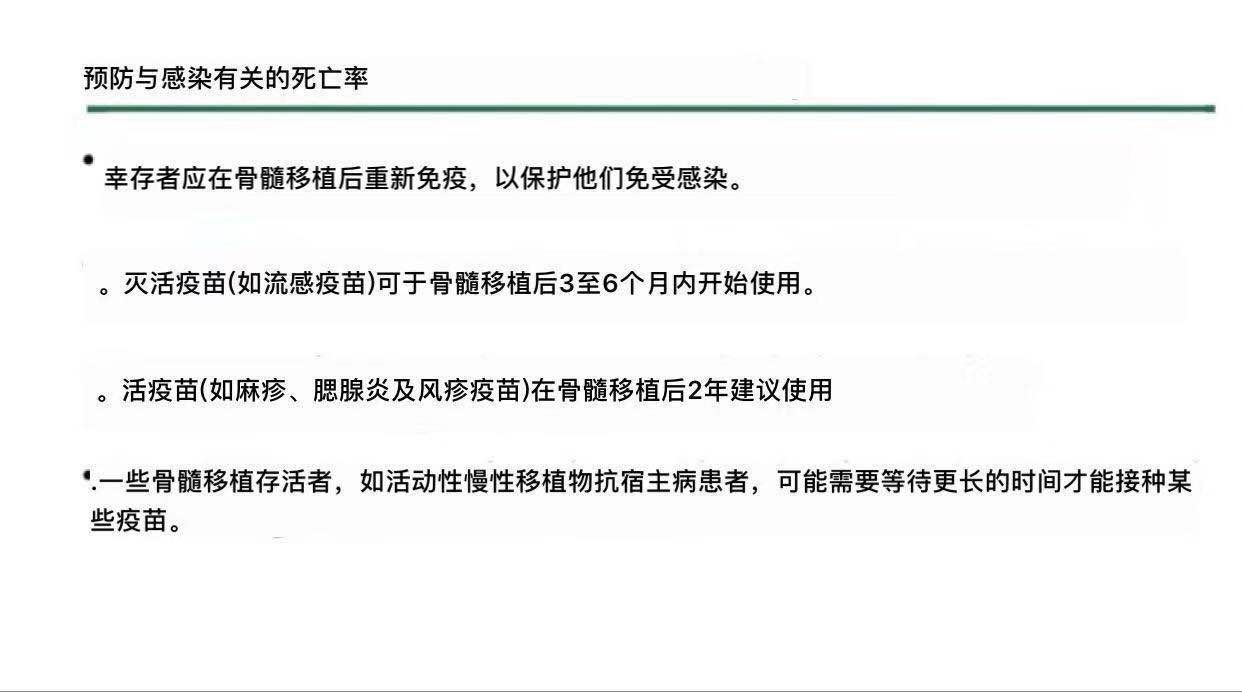 预防与感染有关的死亡率
• 幸存者应在骨髓移植后重新免疫，以保护他们免受感染。
。灭活疫苗(如流感疫苗)可于骨髓移植后3至6个月内开始使用。
。活疫苗(如麻疹、腮腺炎及风疹疫苗)在骨髓移植后2年建议使用
•.一些骨髓移植存活者，如活动性慢性移植物抗宿主病患者，可能需要等待更长的时间才能接种某
些疫苗。